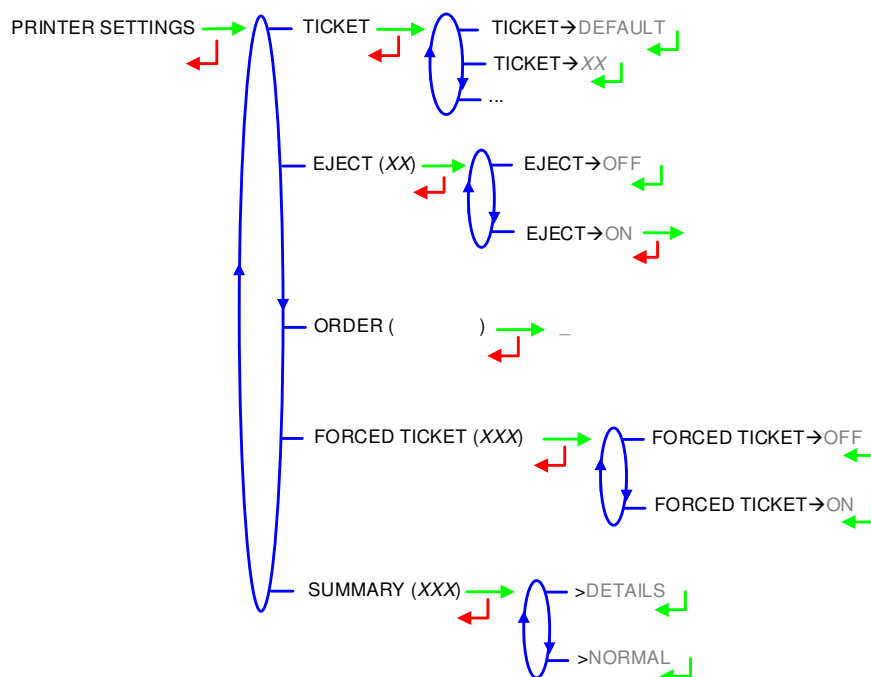 PRINTER SETTINGS
TICKET
TICKET→DEFAULT
TICKET→XX
...
EJECT (XX)
EJECT→OFF
EJECT→ON
ORDER ( )
_
FORCED TICKET (XXX)
FORCED TICKET→OFF
FORCED TICKET→ON
SUMMARY (XXX)
>DETAILS
>NORMAL